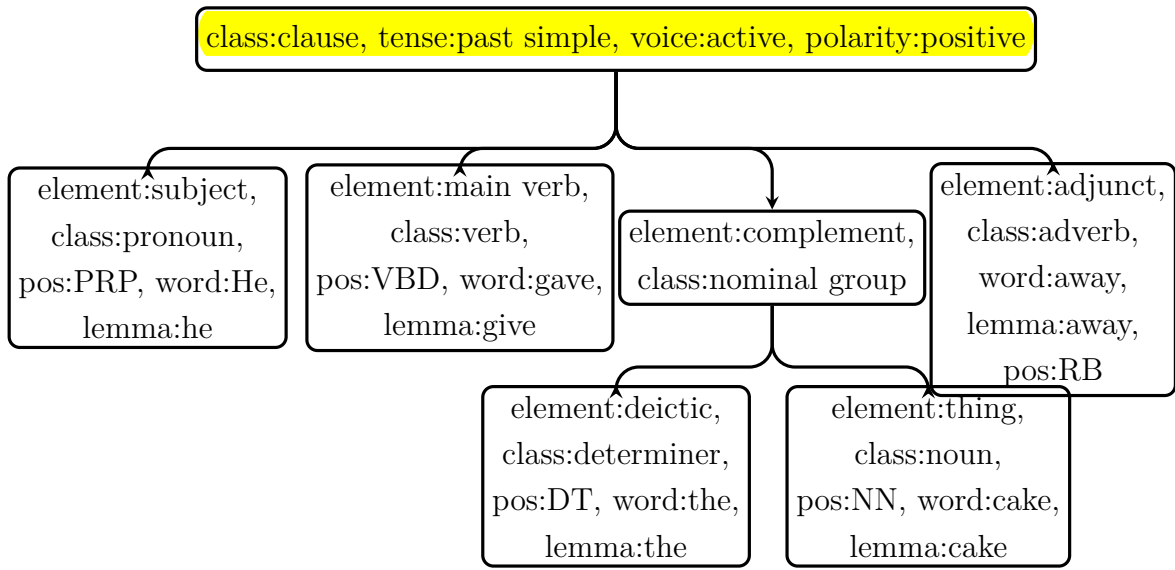 class:clause, tense:past simple, voice:active, polarity:positive
element:subject,
class:pronoun,
pos:PRP, word:He,
lemma:he
element:main verb,
class:verb,
pos:VBD, word:gave,
lemma:give
element:complement,
class:nominal group
element:adjunct,
class:adverb,
word:away,
lemma:away,
pos:RB
element:deictic,
class:determiner,
pos:DT, word:the,
lemma:the
element:thing,
class:noun,
pos:NN, word:cake,
lemma:cake